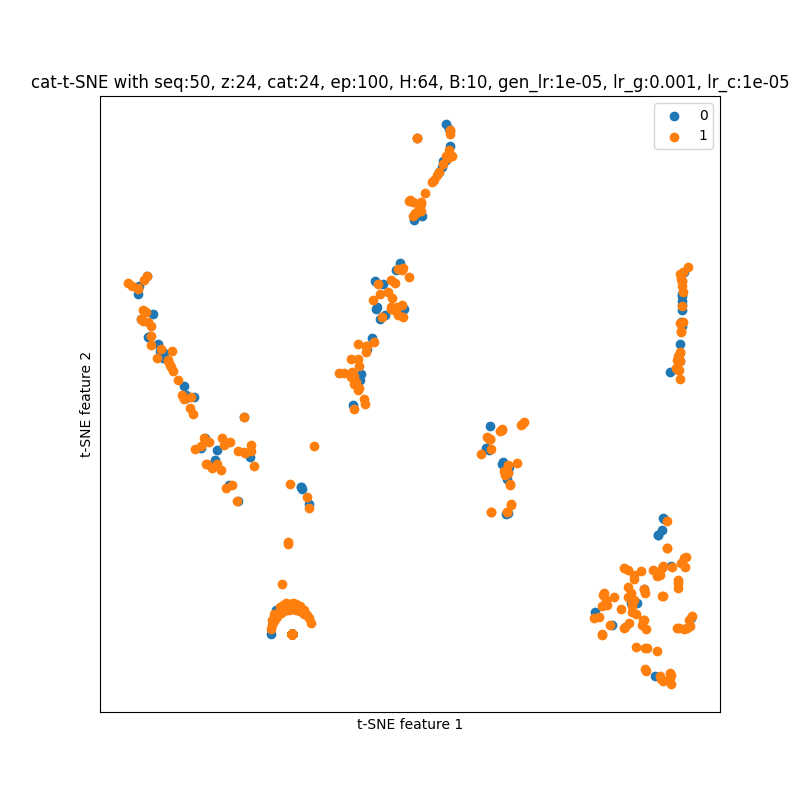 cat-t-SNE with seq:50, z:24, cat:24, ep:100, H:64, B:10, gen_lr:1e-05, lr_g:0.001, lr_c:1e-05
0
1
t-SNE feature 2
t-SNE feature 1